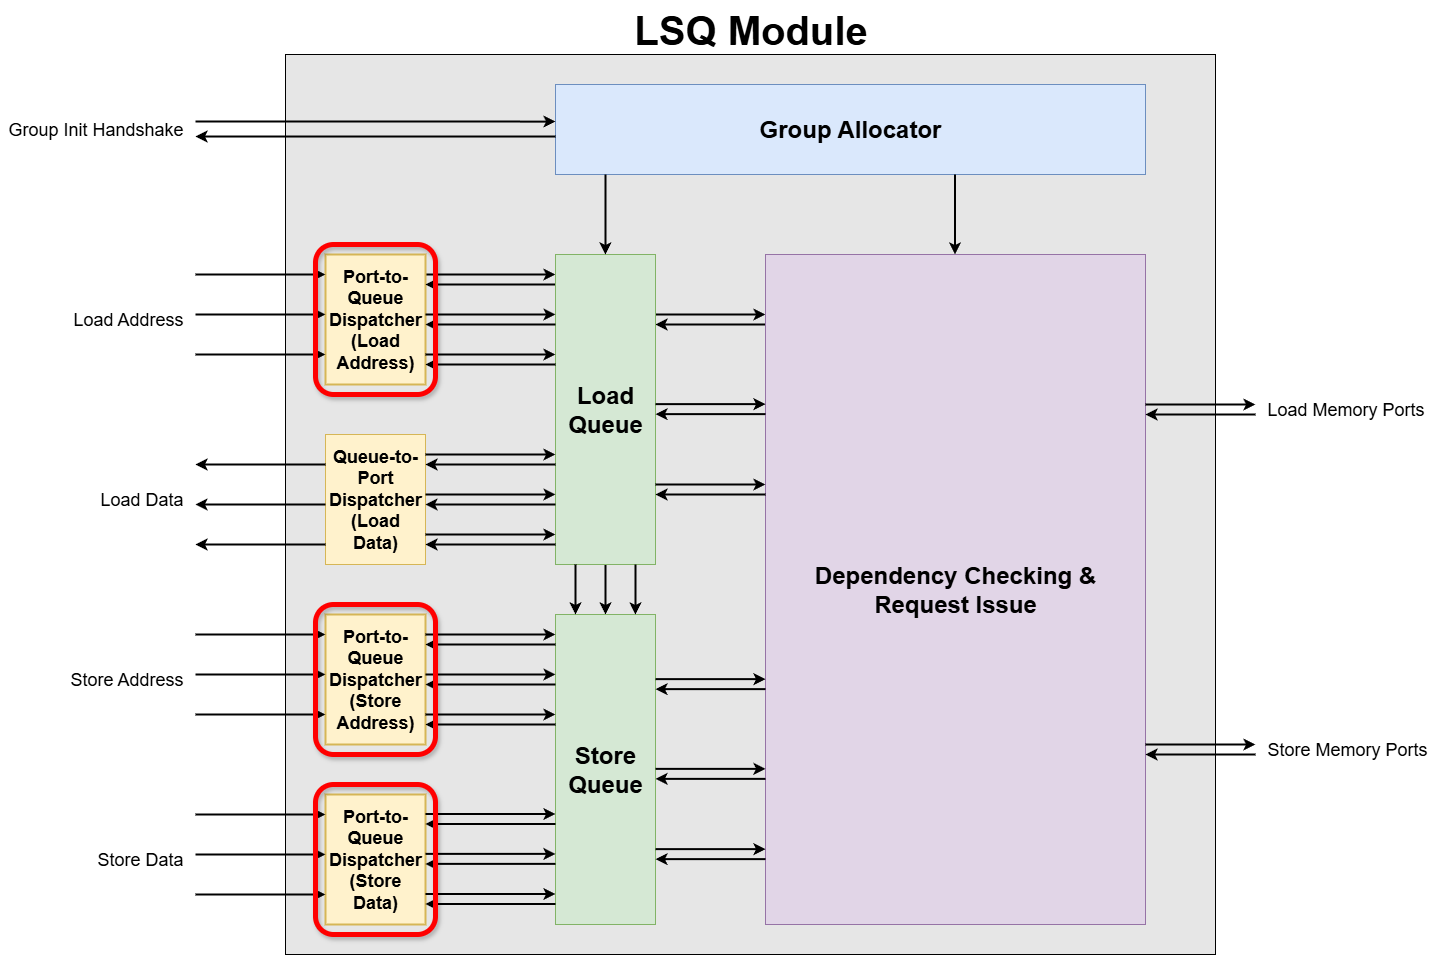 LSQ Module
Group Init Handshake
Group Allocator
Load Address
Port-to-
Queue
Dispatcher
(Load
Address)
Load
Queue
Load Data
Queue-to-
Port
Dispatcher
(Load
Data)
Load Memory Ports
Dependency Checking &
Request Issue
Store Address
Port-to-
Queue
Dispatcher
(Store
Address)
Store
Queue
Store Memory Ports
Store Data
Port-to-
Queue
Dispatcher
(Store
Data)